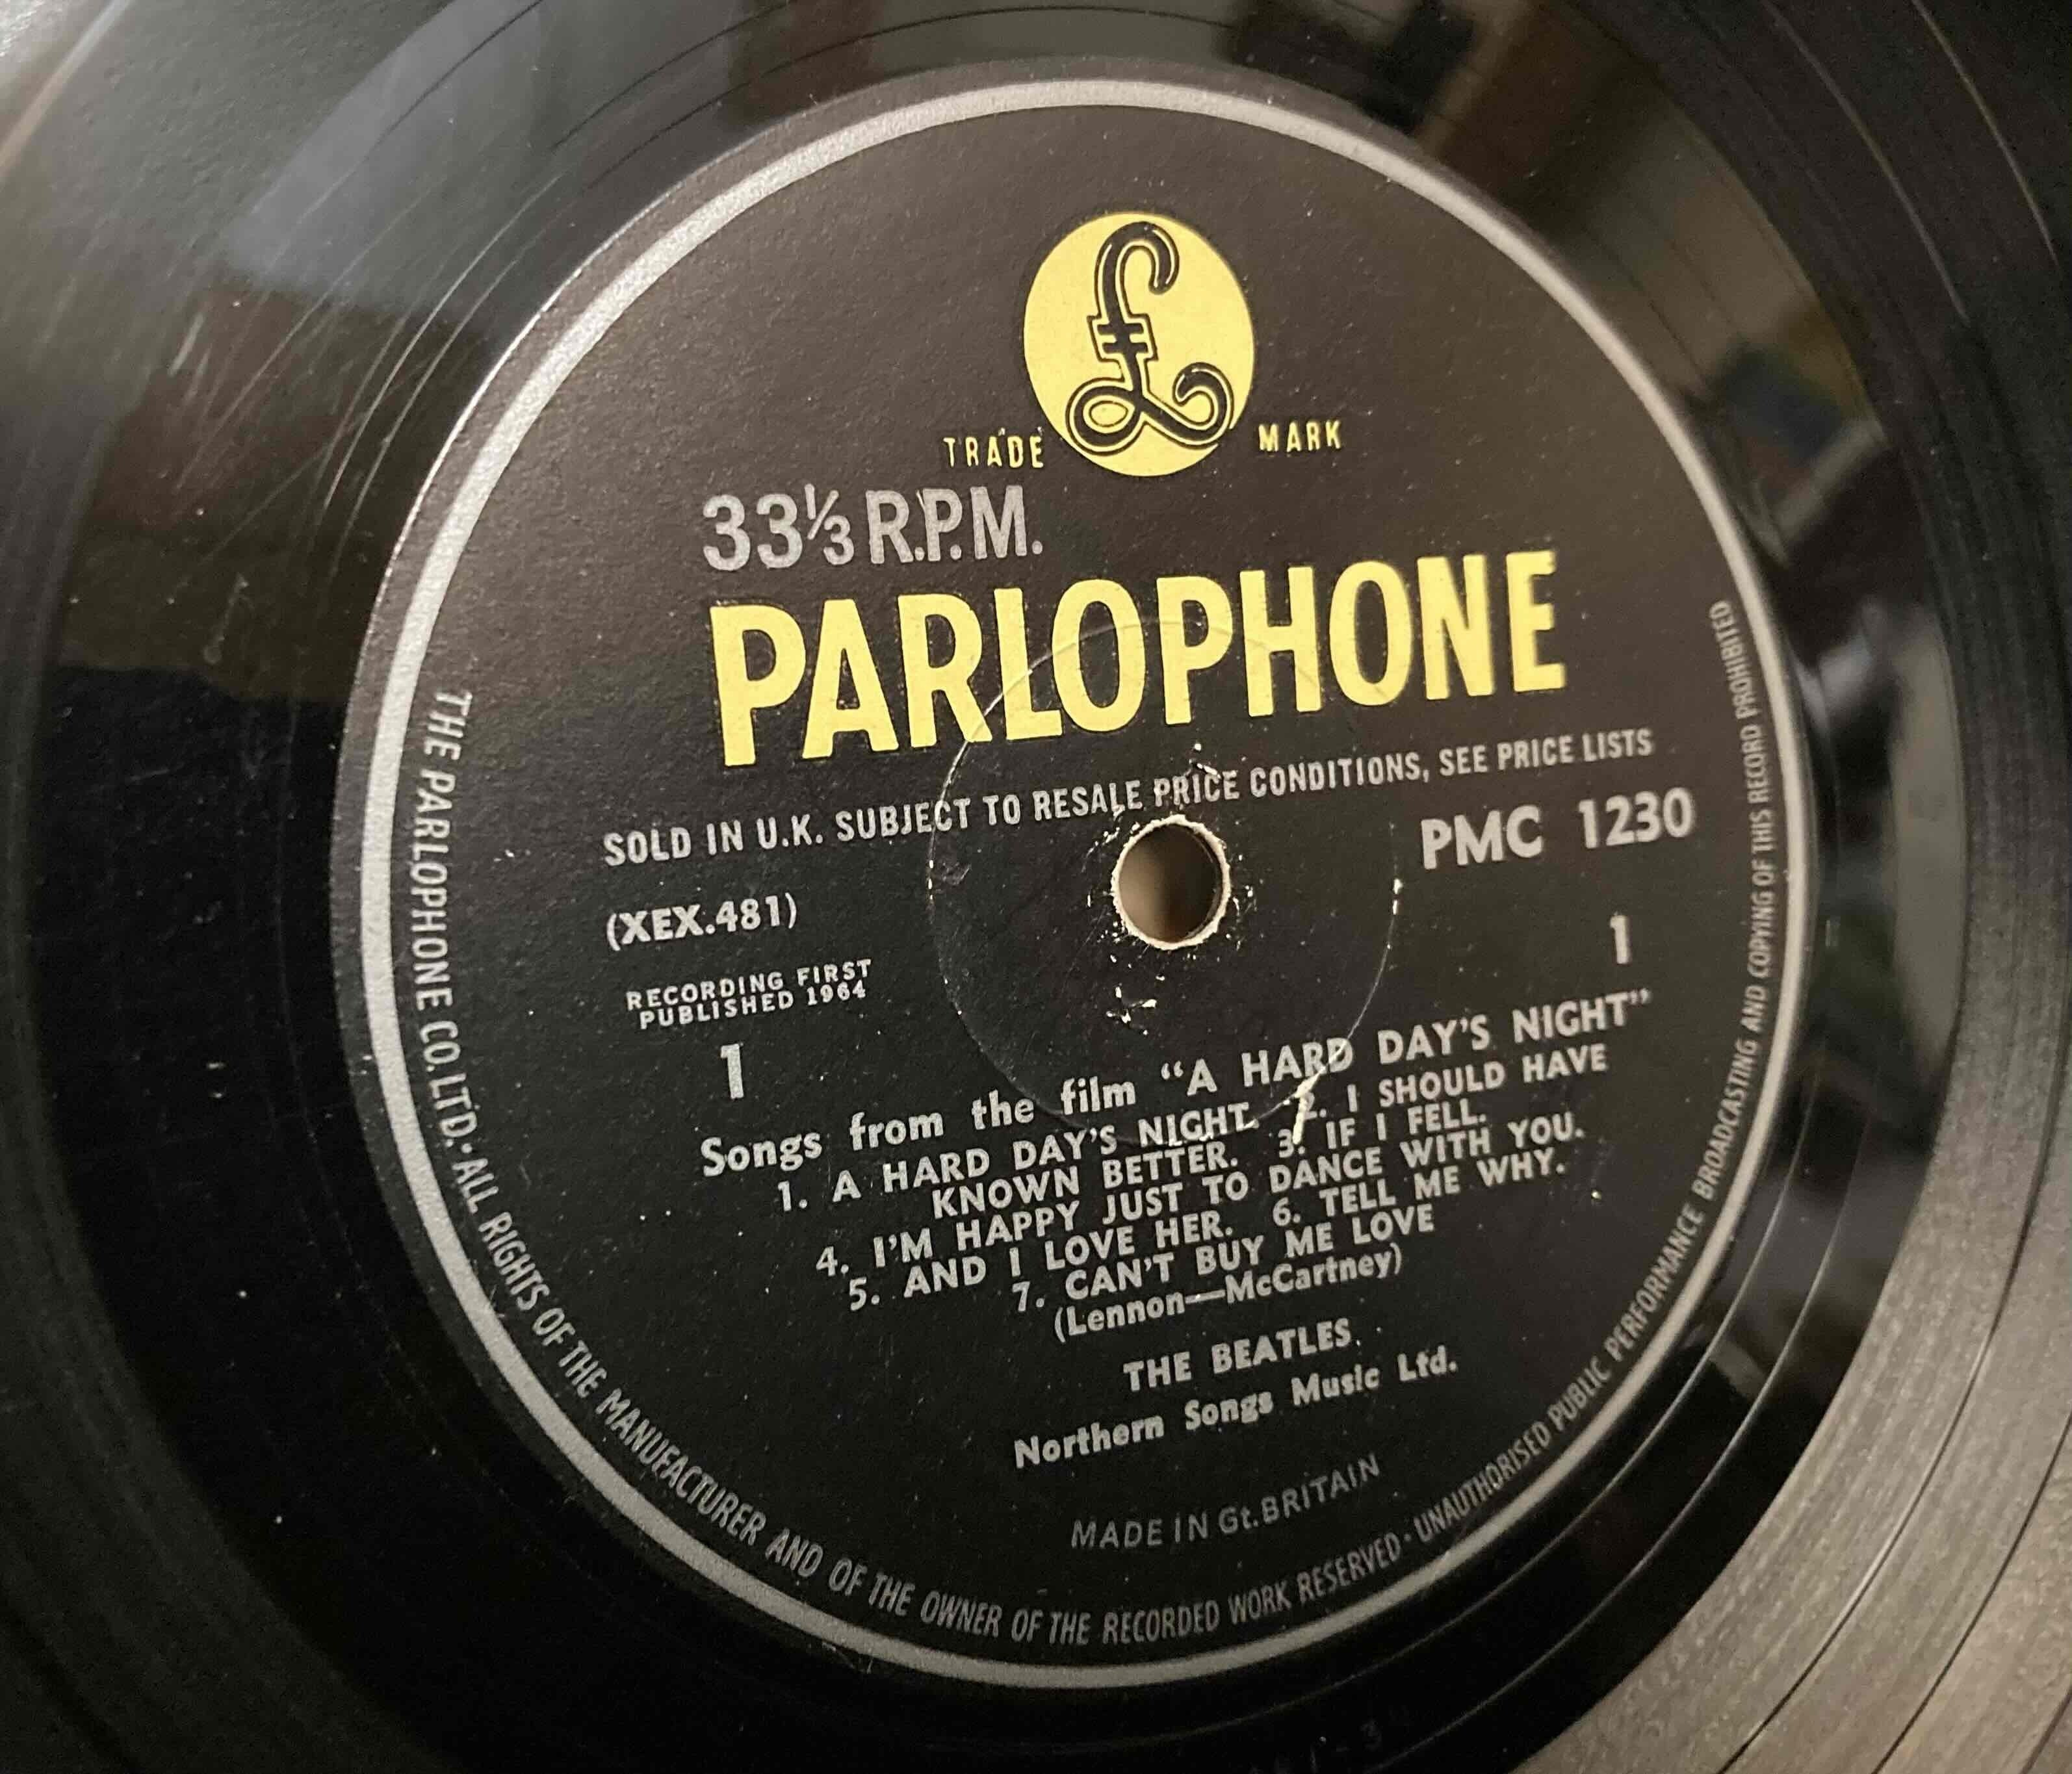 £
TRADE MARK
33⅓ R.P.M.
PARLOPHONE
SOLD IN U.K. SUBJECT TO RESALE PRICE CONDITIONS, SEE PRICE LISTS
PMC 1230
(XEX.481)
1
RECORDING FIRST
PUBLISHED 1964
1
Songs from the film "A HARD DAY'S NIGHT"
1. A HARD DAY'S NIGHT. 2. I SHOULD HAVE
KNOWN BETTER. 3. IF I FELL.
4. I'M HAPPY JUST TO DANCE WITH YOU.
5. AND I LOVE HER. 6. TELL ME WHY.
7. CAN'T BUY ME LOVE
(Lennon—McCartney)
THE BEATLES.
Northern Songs Music Ltd.
MADE IN Gt. BRITAIN
THE PARLOPHONE CO. LTD. · ALL RIGHTS OF THE MANUFACTURER AND OF THE OWNER OF THE RECORDED WORK RESERVED · UNAUTHORISED PUBLIC PERFORMANCE BROADCASTING AND COPYING OF THIS RECORD PROHIBITED